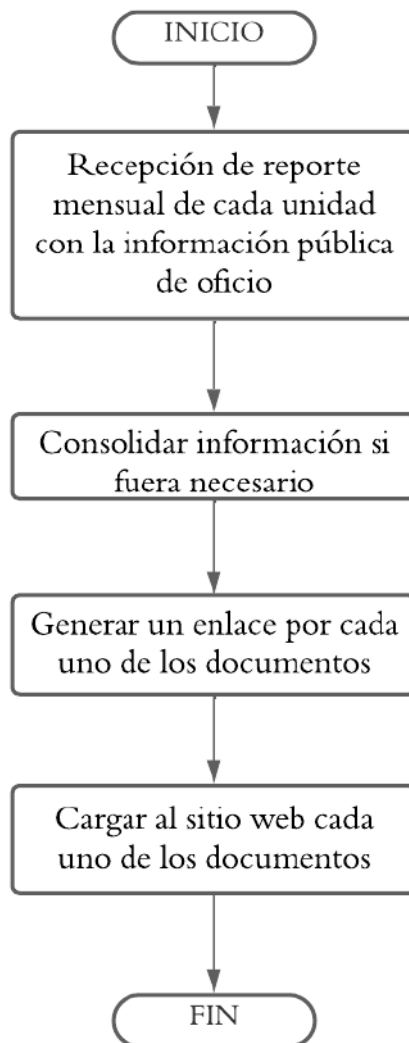 INICIO
Recepción de reporte
mensual de cada unidad
con la información pública
de oficio
Consolidar información si
fuera necesario
Generar un enlace por cada
uno de los documentos
Cargar al sitio web cada
uno de los documentos
FIN